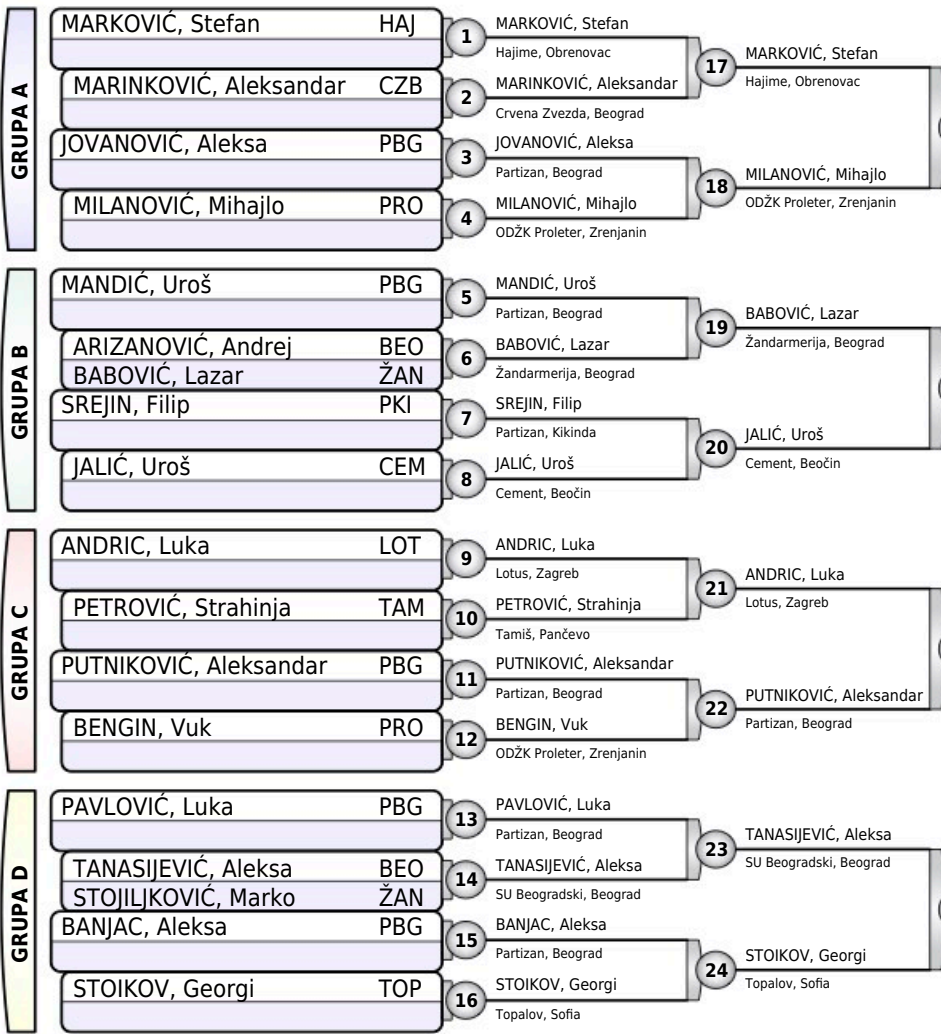 GRUPA A
MARKOVIĆ, Stefan HAJ
MARINKOVIĆ, Aleksandar CZB
JOVANOVIĆ, Aleksa PBG
MILANOVIĆ, Mihajlo PRO
1
MARKOVIĆ, Stefan
Hajime, Obrenovac
2
MARINKOVIĆ, Aleksandar
Crvena Zvezda, Beograd
3
JOVANOVIĆ, Aleksa
Partizan, Beograd
4
MILANOVIĆ, Mihajlo
ODŽK Proleter, Zrenjanin
17
MARKOVIĆ, Stefan
Hajime, Obrenovac
18
MILANOVIĆ, Mihajlo
ODŽK Proleter, Zrenjanin
GRUPA B
MANDIĆ, Uroš PBG
ARIZANOVIĆ, Andrej BEO
BABOVIĆ, Lazar ŽAN
SREJIN, Filip PKI
JALIĆ, Uroš CEM
5
MANDIĆ, Uroš
Partizan, Beograd
6
BABOVIĆ, Lazar
Žandarmerija, Beograd
7
SREJIN, Filip
Partizan, Kikinda
8
JALIĆ, Uroš
Cement, Beočin
19
BABOVIĆ, Lazar
Žandarmerija, Beograd
20
JALIĆ, Uroš
Cement, Beočin
GRUPA C
ANDRIC, Luka LOT
PETROVIĆ, Strahinja TAM
PUTNIKOVIĆ, Aleksandar PBG
BENGIN, Vuk PRO
9
ANDRIC, Luka
Lotus, Zagreb
10
PETROVIĆ, Strahinja
Tamiš, Pančevo
11
PUTNIKOVIĆ, Aleksandar
Partizan, Beograd
12
BENGIN, Vuk
ODŽK Proleter, Zrenjanin
21
ANDRIC, Luka
Lotus, Zagreb
22
PUTNIKOVIĆ, Aleksandar
Partizan, Beograd
GRUPA D
PAVLOVIĆ, Luka PBG
TANASIJEVIĆ, Aleksa BEO
STOJILJKOVIĆ, Marko ŽAN
BANJAC, Aleksa PBG
STOIKOV, Georgi TOP
13
PAVLOVIĆ, Luka
Partizan, Beograd
14
TANASIJEVIĆ, Aleksa
SU Beogradski, Beograd
15
BANJAC, Aleksa
Partizan, Beograd
16
STOIKOV, Georgi
Topalov, Sofia
23
TANASIJEVIĆ, Aleksa
SU Beogradski, Beograd
24
STOIKOV, Georgi
Topalov, Sofia